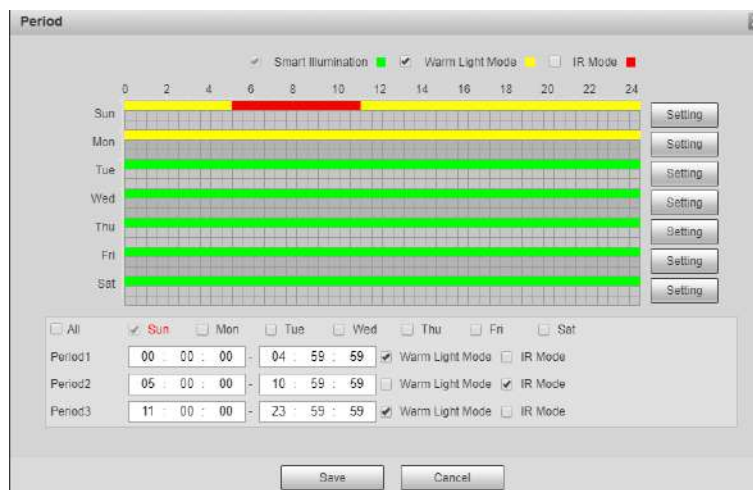 Period
Smart Illumination Warm Light Mode IR Mode
0 2 4 6 8 10 12 14 16 18 20 22 24
Sun Setting
Mon Setting
Tue Setting
Wed Setting
Thu Setting
Fri Setting
Sat Setting
All Sun Mon Tue Wed Thu Fri Sat
Period1 00 : 00 : 00 - 04 : 59 : 59 Warm Light Mode IR Mode
Period2 05 : 00 : 00 - 10 : 59 : 59 Warm Light Mode IR Mode
Period3 11 : 00 : 00 - 23 : 59 : 59 Warm Light Mode IR Mode
Save Cancel